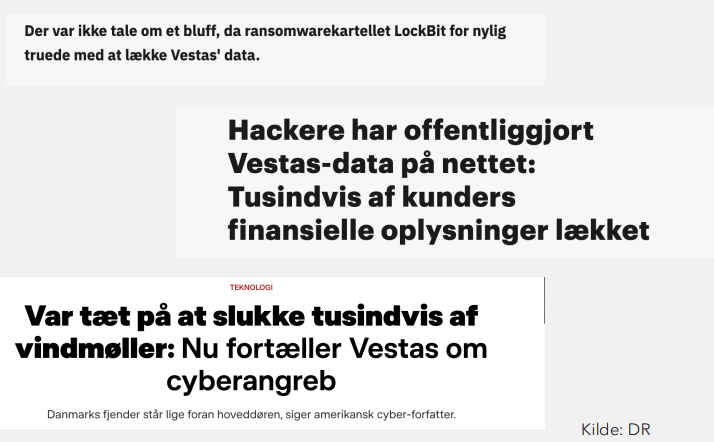 Der var ikke tale om et bluff, da ransomwarekartellet LockBit for nylig
truede med at lække Vestas' data.
Hackere har offentliggjort
Vestas-data på nettet:
Tusindvis af kunders
finansielle oplysninger lækket
TEKNOLOGI
Var tæt på at slukke tusindvis af
vindmøller: Nu fortæller Vestas om
cyberangreb
Danmarks fjender står lige foran hoveddøren, siger amerikansk cyber-forfatter.
Kilde: DR